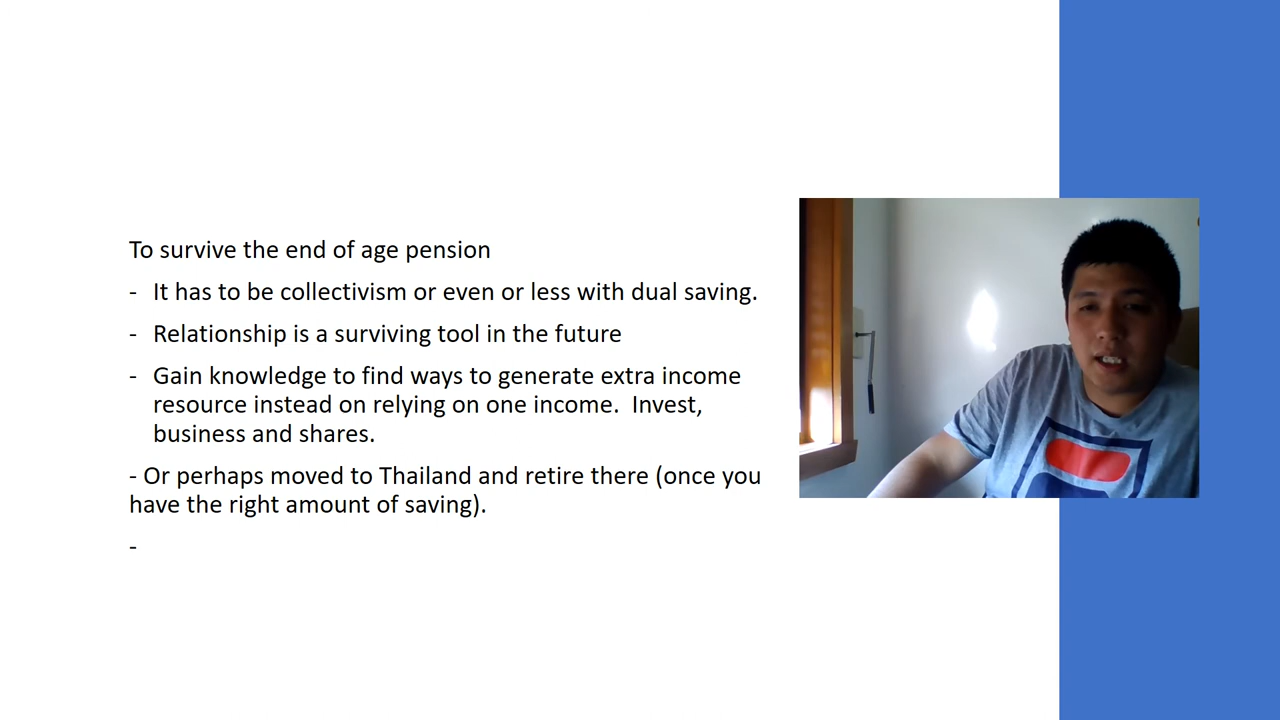 To survive the end of age pension
- It has to be collectivism or even or less with dual saving.
- Relationship is a surviving tool in the future
- Gain knowledge to find ways to generate extra income
resource instead on relying on one income.  Invest,
business and shares.
- Or perhaps moved to Thailand and retire there (once you
have the right amount of saving).
-